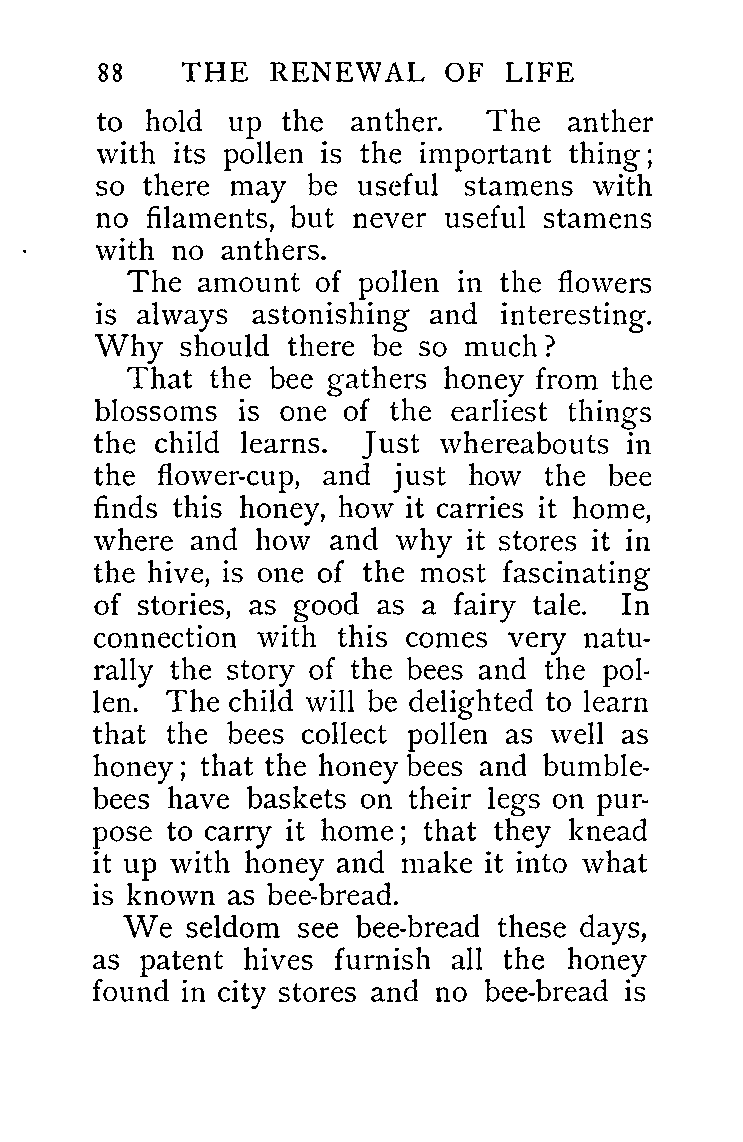 88 THE RENEWAL OF LIFE
to hold up the anther. The anther
with its pollen is the important thing;
so there may be useful stamens with
no filaments, but never useful stamens
with no anthers.
The amount of pollen in the flowers
is always astonishing and interesting.
Why should there be so much?
That the bee gathers honey from the
blossoms is one of the earliest things
the child learns. Just whereabouts in
the flower-cup, and just how the bee
finds this honey, how it carries it home,
where and how and why it stores it in
the hive, is one of the most fascinating
of stories, as good as a fairy tale. In
connection with this comes very natu-
rally the story of the bees and the pol-
len. The child will be delighted to learn
that the bees collect pollen as well as
honey; that the honey bees and bumble-
bees have baskets on their legs on pur-
pose to carry it home; that they knead
it up with honey and make it into what
is known as bee-bread.
We seldom see bee-bread these days,
as patent hives furnish all the honey
found in city stores and no bee-bread is